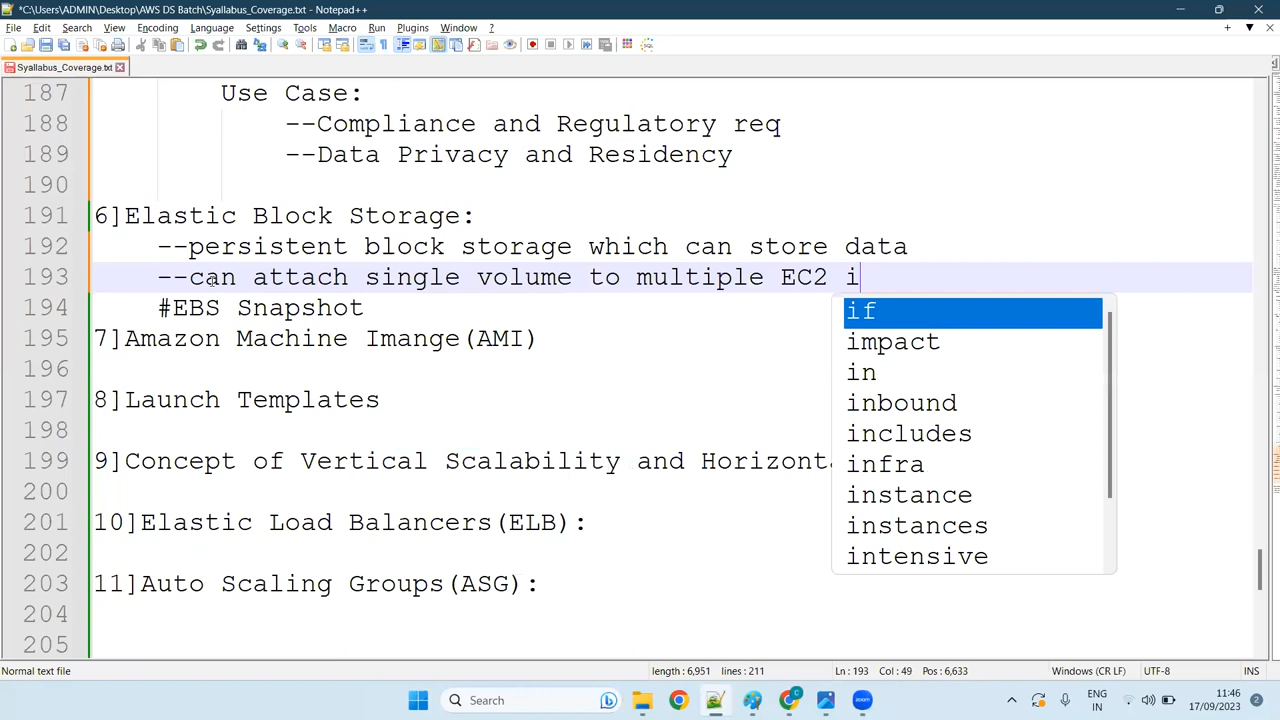 *C:\Users\ADMIN\Desktop\AWS DS Batch\Syallabus_Coverage.txt - Notepad++
File Edit Search View Encoding Language Settings Tools Macro Run Plugins Window ?
Syallabus_Coverage.txt
187 Use Case:
188 --Compliance and Regulatory req
189 --Data Privacy and Residency
190
191 6]Elastic Block Storage:
192 --persistent block storage which can store data
193 --can attach single volume to multiple EC2 i
194 #EBS Snapshot
195 7]Amazon Machine Imange(AMI)
196
197 8]Launch Templates
198
199 9]Concept of Vertical Scalability and Horizonta
200
201 10]Elastic Load Balancers(ELB):
202
203 11]Auto Scaling Groups(ASG):
204
205
if
impact
in
inbound
includes
infra
instance
instances
intensive
Normal text file length : 6,951 lines : 211 Ln : 193 Col : 49 Pos : 6,633 Windows (CR LF) UTF-8 INS
Search
ENG
IN
11:46
17/09/2023
2